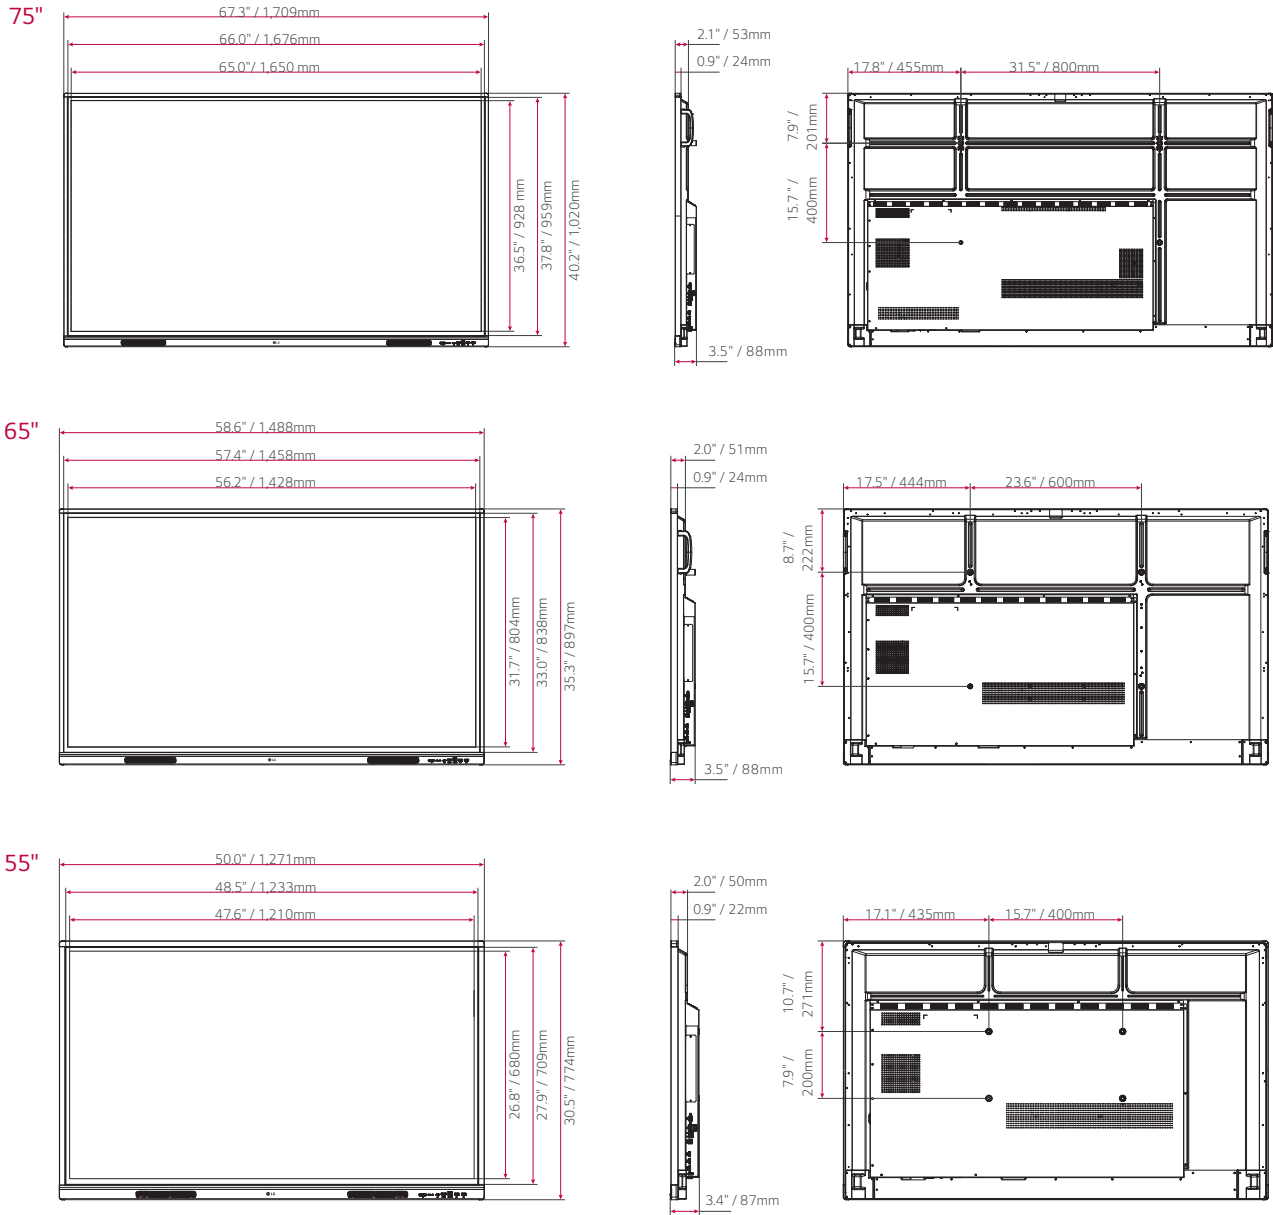 75"
67.3" / 1,709mm
66.0" / 1,676mm
65.0" / 1,650 mm
36.5" / 928 mm
37.8" / 959mm
40.2" / 1,020mm
LG
2.1" / 53mm
0.9" / 24mm
3.5" / 88mm
17.8" / 455mm
31.5" / 800mm
7.9" /
201mm
15.7" /
400mm
65"
58.6" / 1,488mm
57.4" / 1,458mm
56.2" / 1,428mm
31.7" / 804mm
33.0" / 838mm
35.3" / 897mm
LG
2.0" / 51mm
0.9" / 24mm
3.5" / 88mm
17.5" / 444mm
23.6" / 600mm
8.7" /
222mm
15.7" / 400mm
55"
50.0" / 1,271mm
48.5" / 1,233mm
47.6" / 1,210mm
26.8" / 680mm
27.9" / 709mm
30.5" / 774mm
LG
2.0" / 50mm
0.9" / 22mm
3.4" / 87mm
17.1" / 435mm
15.7" / 400mm
10.7" /
271mm
7.9" /
200mm